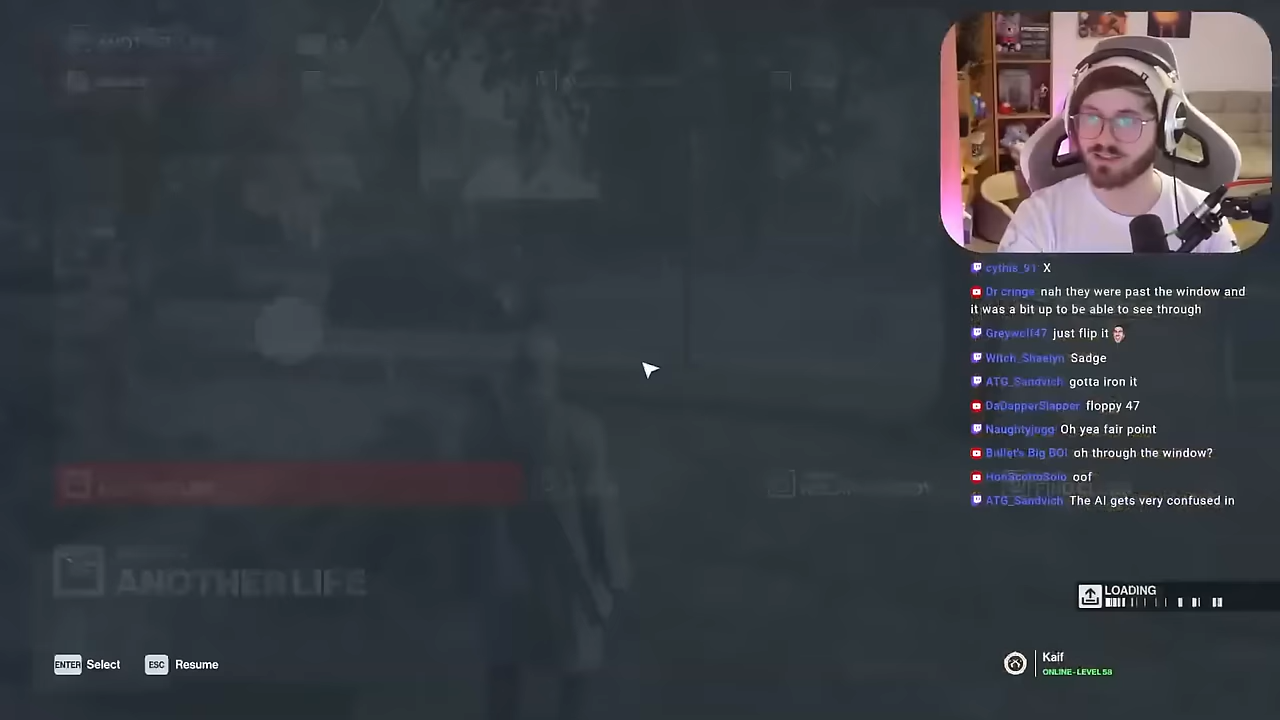 cythis_91 X
Dr cringe nah they were past the window and
it was a bit up to be able to see through
Greywolf47 just flip it
Witch_Shaelyn Sadge
ATG_Sandvich gotta iron it
DaDapperSlapper floppy 47
Naughtyjugg Oh yea fair point
Bullet's Big BOI oh through the window?
HonScottoSolo oof
ATG_Sandvich The AI gets very confused in
ANOTHER LIFE
LOADING
ENTER Select ESC Resume
Kaif
ONLINE - LEVEL 58